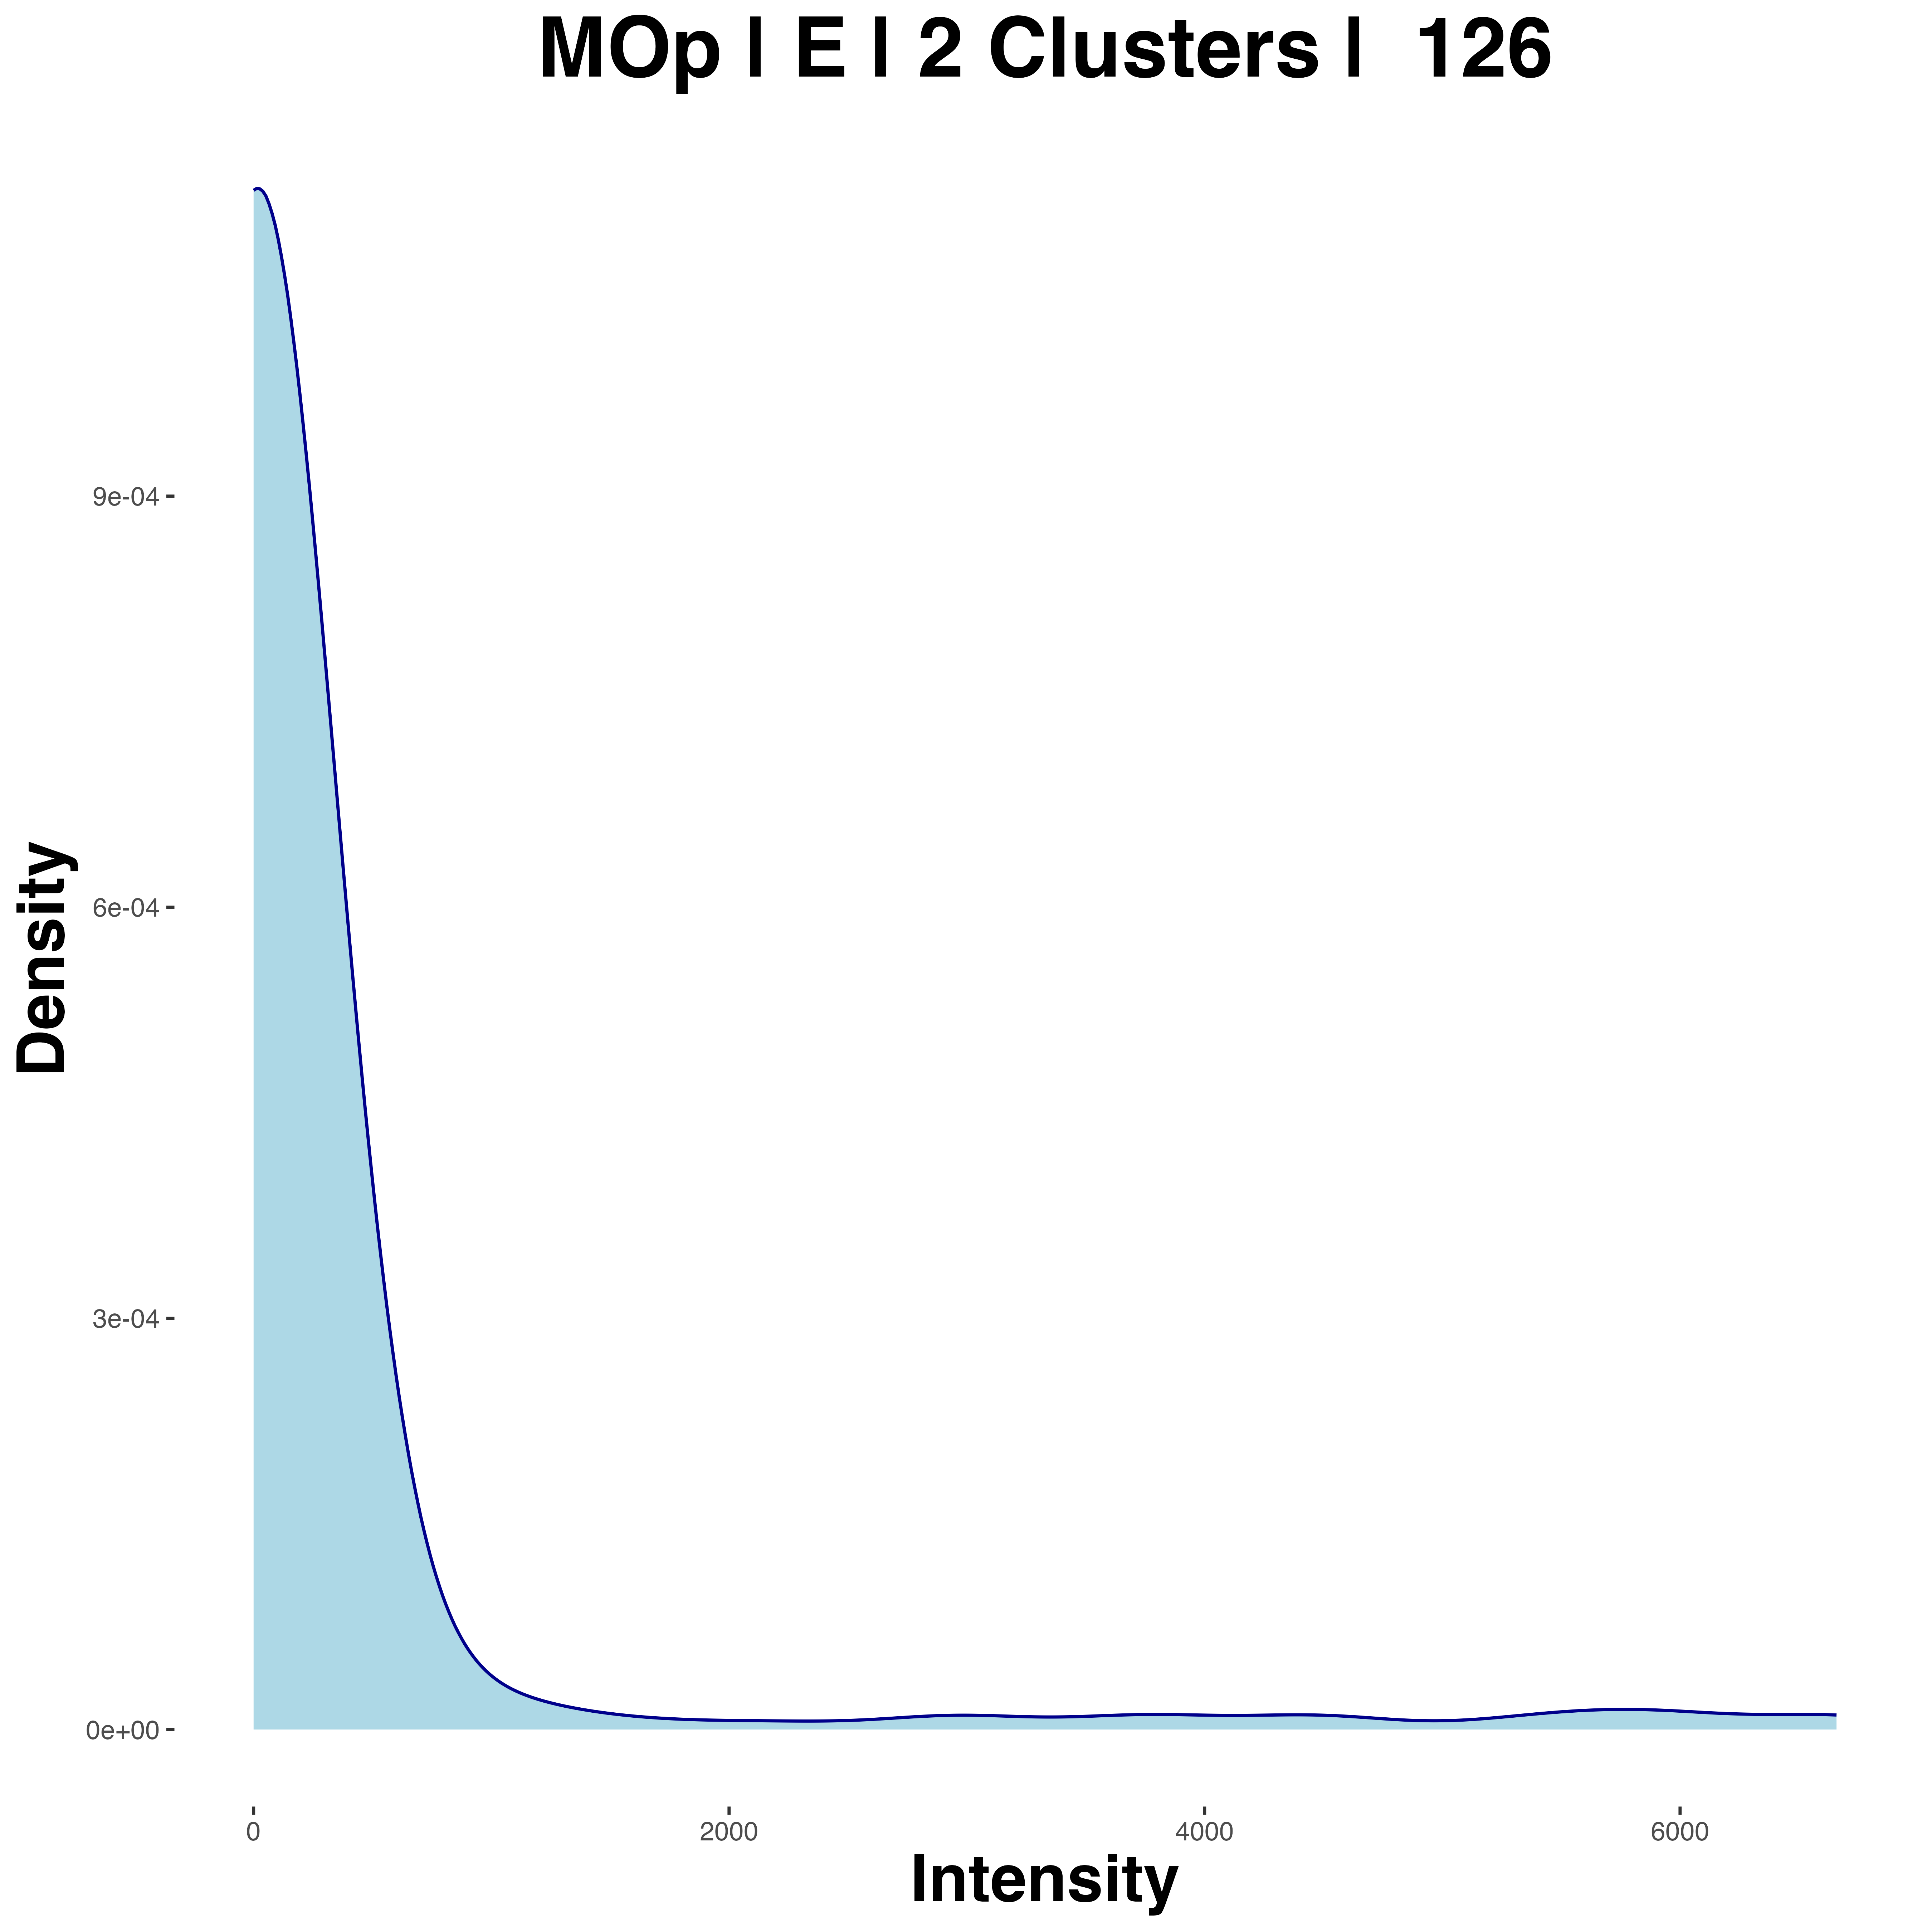 MOp | E | 2 Clusters |  126
Density
9e-04
6e-04
3e-04
0e+00
0
2000
4000
6000
Intensity